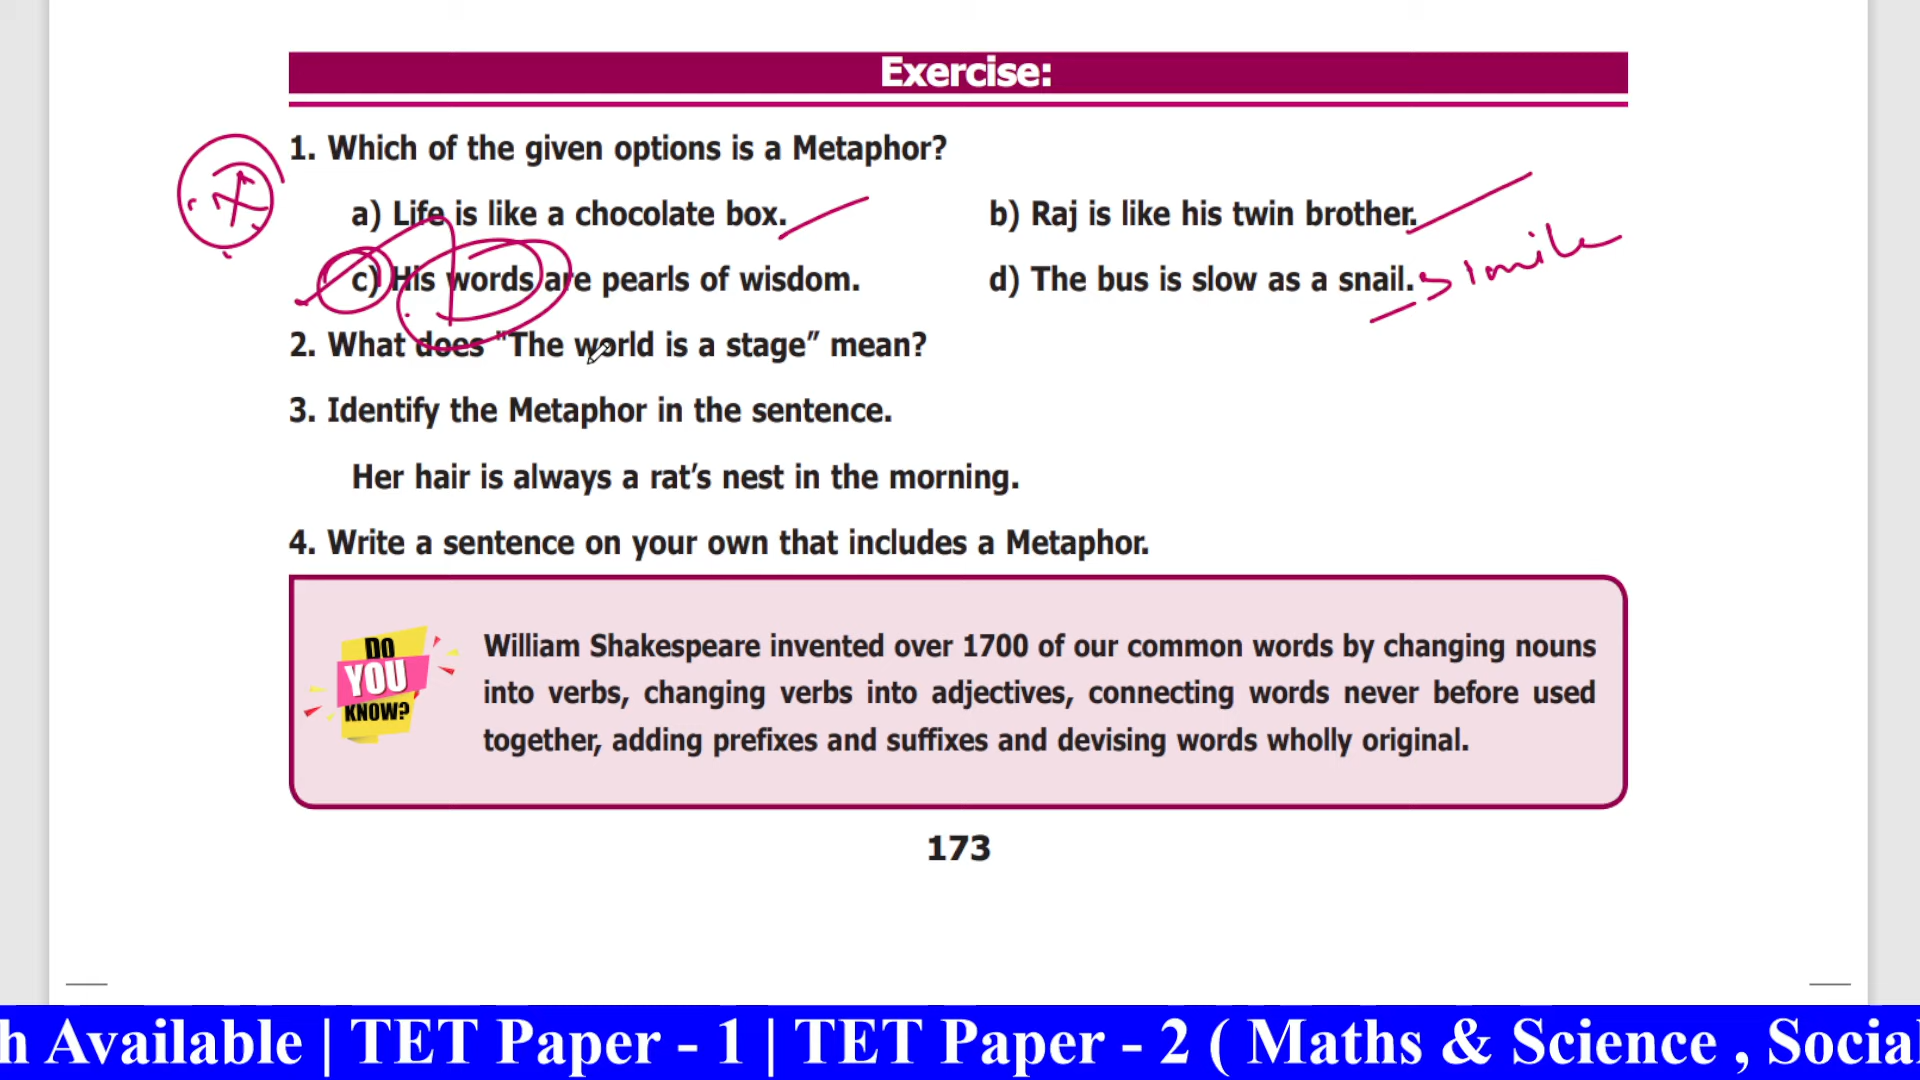 Exercise:
1. Which of the given options is a Metaphor?
a) Life is like a chocolate box. b) Raj is like his twin brother.
c) His words are pearls of wisdom. d) The bus is slow as a snail. simile
2. What does "The world is a stage” mean?
3. Identify the Metaphor in the sentence.
Her hair is always a rat’s nest in the morning.
4. Write a sentence on your own that includes a Metaphor.
DO
YOU
KNOW?
William Shakespeare invented over 1700 of our common words by changing nouns
into verbs, changing verbs into adjectives, connecting words never before used
together, adding prefixes and suffixes and devising words wholly original.
173
h Available | TET Paper - 1 | TET Paper - 2 ( Maths & Science , Social